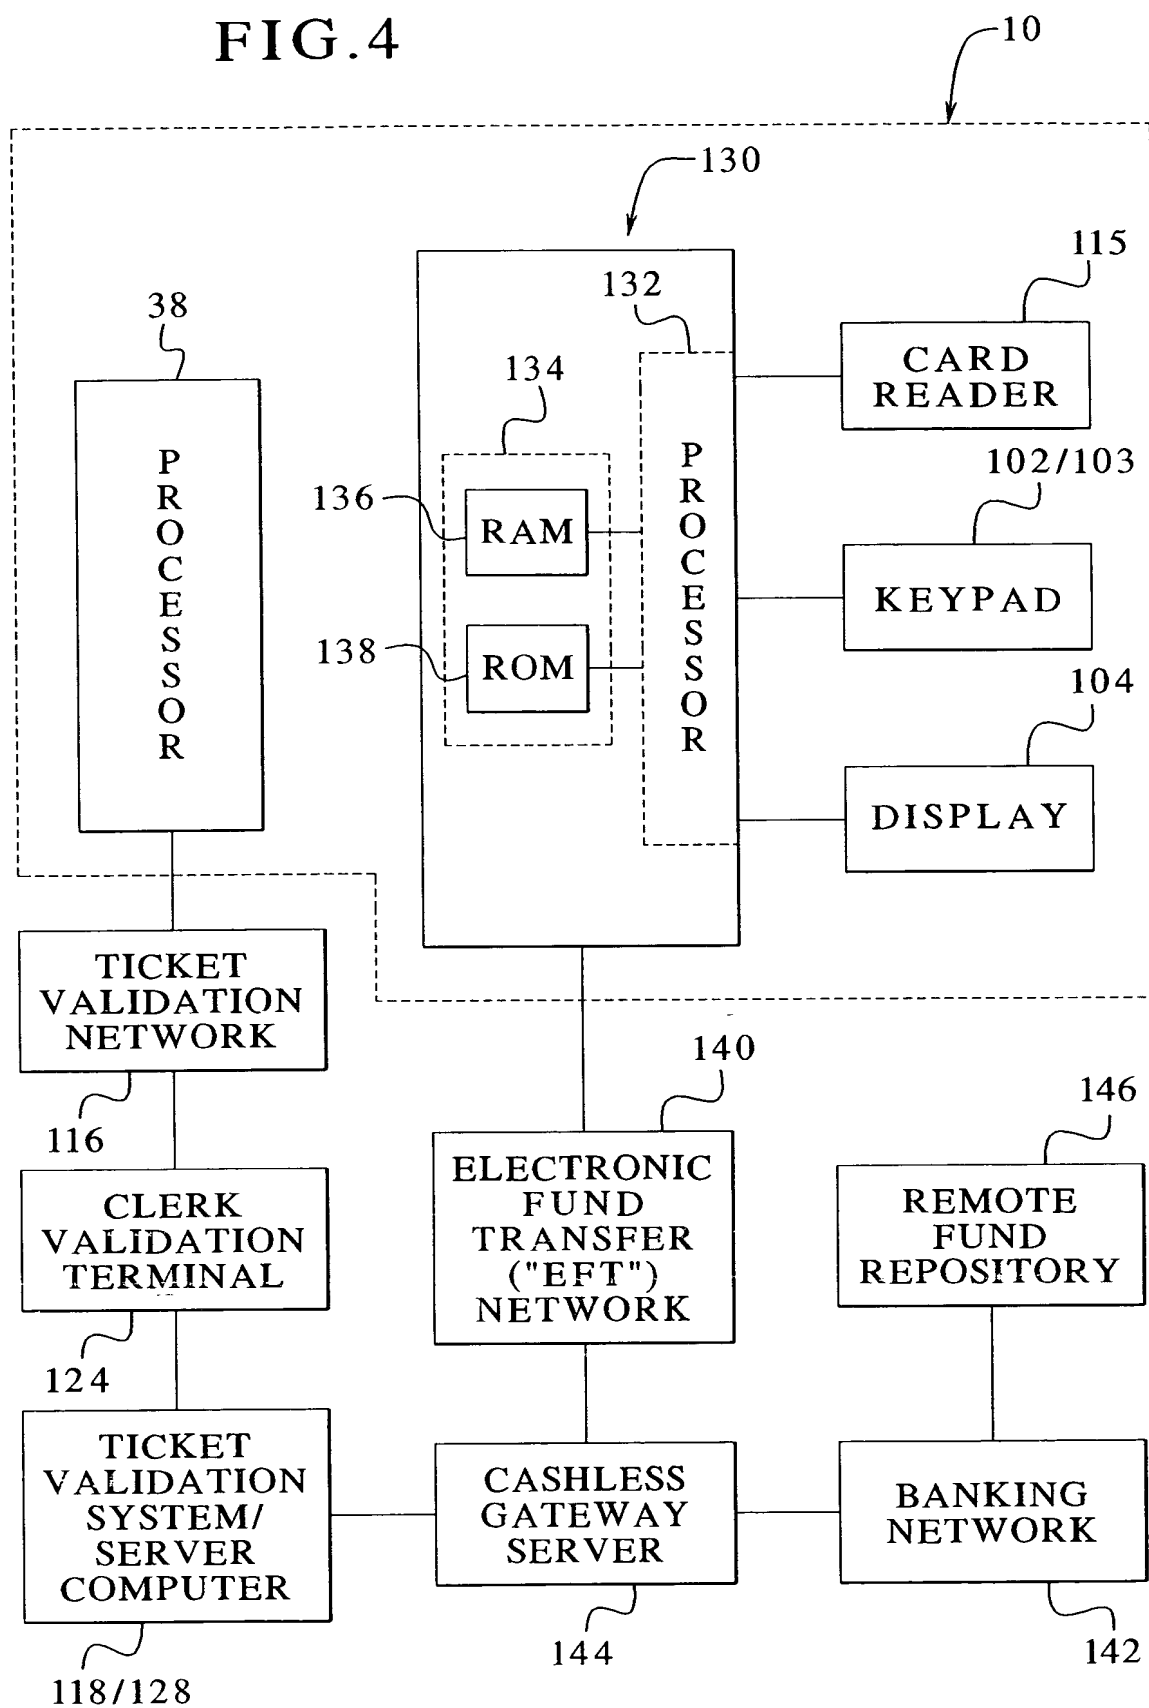 FIG.4
10
130
115
132
38
134
CARD
READER
PROCESSOR
PROCESSOR
102/103
136
RAM
KEYPAD
138
ROM
104
DISPLAY
TICKET
VALIDATION
NETWORK
140
146
116
ELECTRONIC
FUND
TRANSFER
("EFT")
NETWORK
REMOTE
FUND
REPOSITORY
CLERK
VALIDATION
TERMINAL
124
TICKET
VALIDATION
SYSTEM/
SERVER
COMPUTER
CASHLESS
GATEWAY
SERVER
BANKING
NETWORK
144
142
118/128